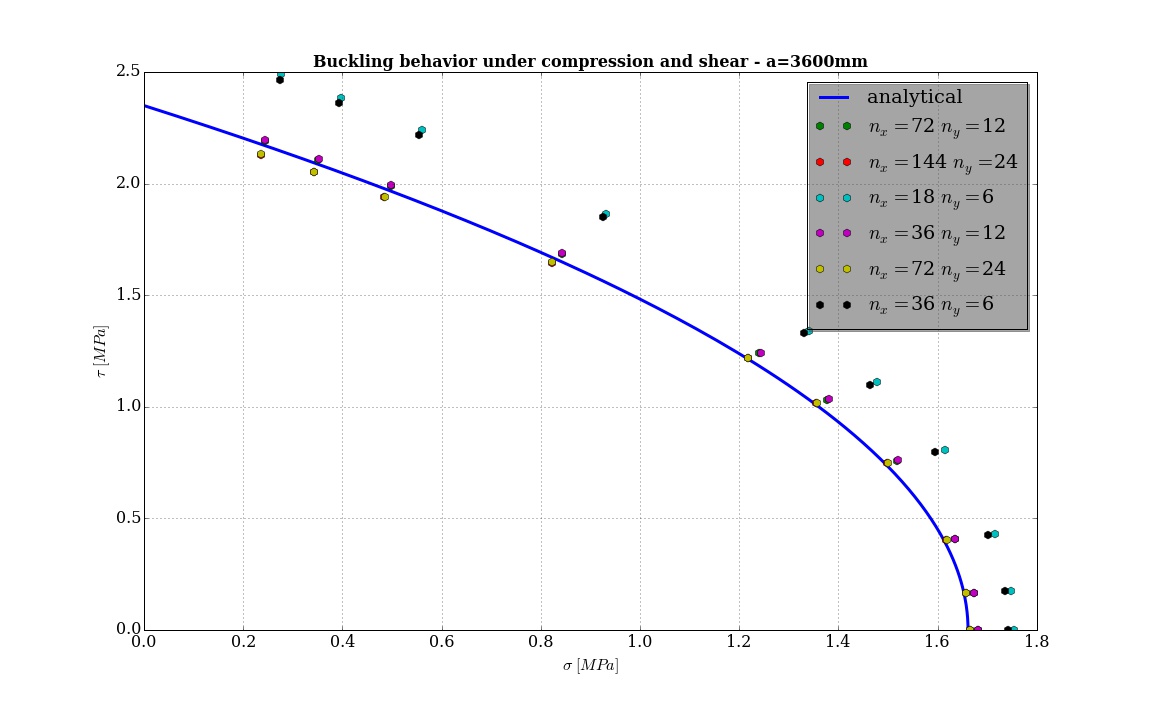 Buckling behavior under compression and shear - a=3600mm
2.5
2.0
1.5
1.0
0.5
0.0
τ [MPa]
analytical
n_x = 72 n_y = 12
n_x = 144 n_y = 24
n_x = 18 n_y = 6
n_x = 36 n_y = 12
n_x = 72 n_y = 24
n_x = 36 n_y = 6
0.0 0.2 0.4 0.6 0.8 1.0 1.2 1.4 1.6 1.8
σ [MPa]